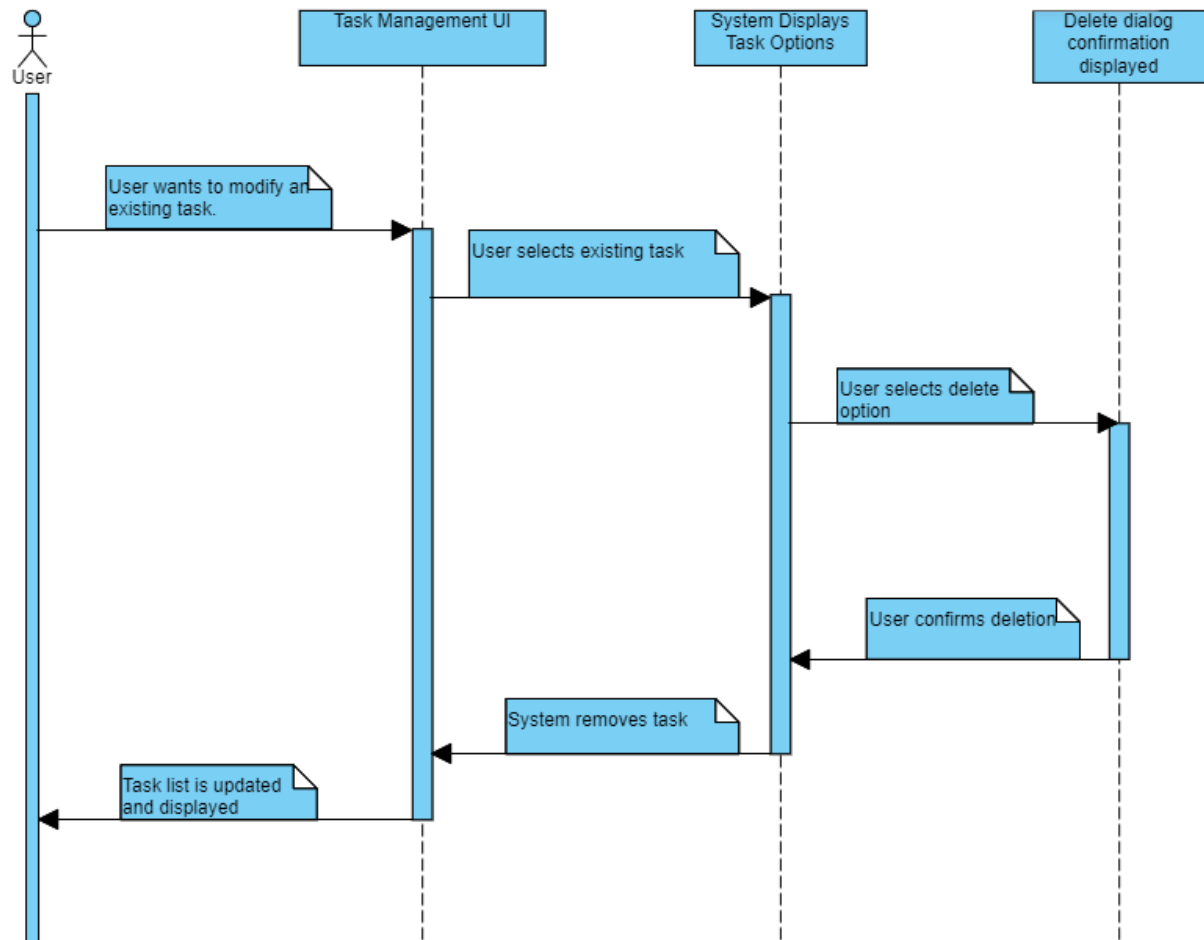 Task Management UI
System Displays
Task Options
Delete dialog
confirmation
displayed
User
User wants to modify an
existing task.
User selects existing task
User selects delete
option
User confirms deletion
System removes task
Task list is updated
and displayed